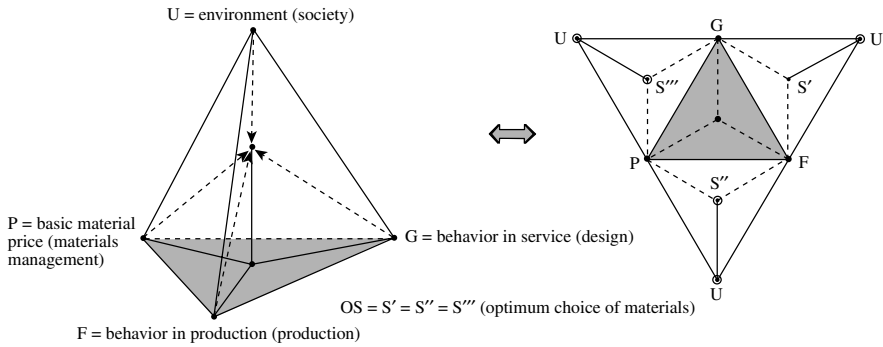 U = environment (society)
P = basic material
price (materials
management)
G = behavior in service (design)
F = behavior in production (production)
OS = S′ = S″ = S‴ (optimum choice of materials)
G
U
U
S‴
S′
P
F
S″
U